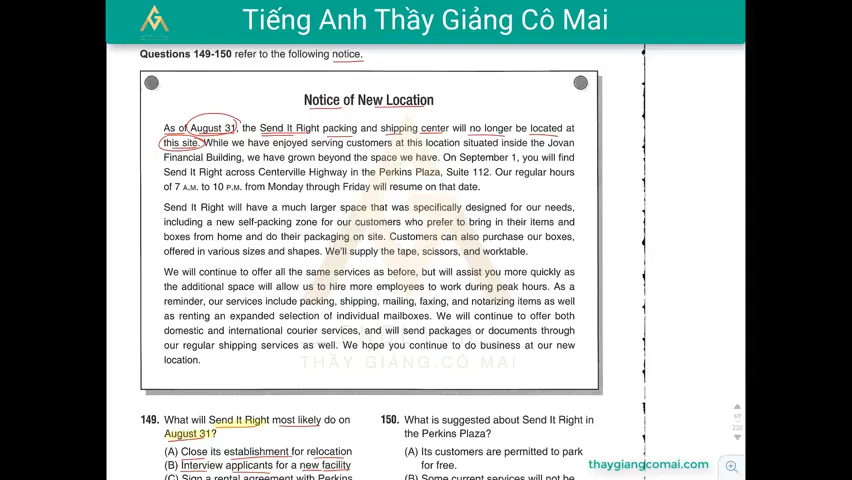 Tiếng Anh Thầy Giảng Cô Mai
Questions 149-150 refer to the following notice.
Notice of New Location
As of August 31, the Send It Right packing and shipping center will no longer be located at
this site. While we have enjoyed serving customers at this location situated inside the Jovan
Financial Building, we have grown beyond the space we have. On September 1, you will find
Send It Right across Centerville Highway in the Perkins Plaza, Suite 112. Our regular hours
of 7 A.M. to 10 P.M. from Monday through Friday will resume on that date.
Send It Right will have a much larger space that was specifically designed for our needs,
including a new self-packing zone for our customers who prefer to bring in their items and
boxes from home and do their packaging on site. Customers can also purchase our boxes,
offered in various sizes and shapes. We'll supply the tape, scissors, and worktable.
We will continue to offer all the same services as before, but will assist you more quickly as
the additional space will allow us to hire more employees to work during peak hours. As a
reminder, our services include packing, shipping, mailing, faxing, and notarizing items as well
as renting an expanded selection of individual mailboxes. We will continue to offer both
domestic and international courier services, and will send packages or documents through
our regular shipping services as well. We hope you continue to do business at our new
location.
THẦY GIẢNG.CÔ MAI
149. What will Send It Right most likely do on
August 31?
(A) Close its establishment for relocation
(B) Interview applicants for a new facility
(C) Sign a rental agreement with Perkins
150. What is suggested about Send It Right in
the Perkins Plaza?
(A) Its customers are permitted to park
for free.
(B) Some current services will not be
thaygiangcomai.com